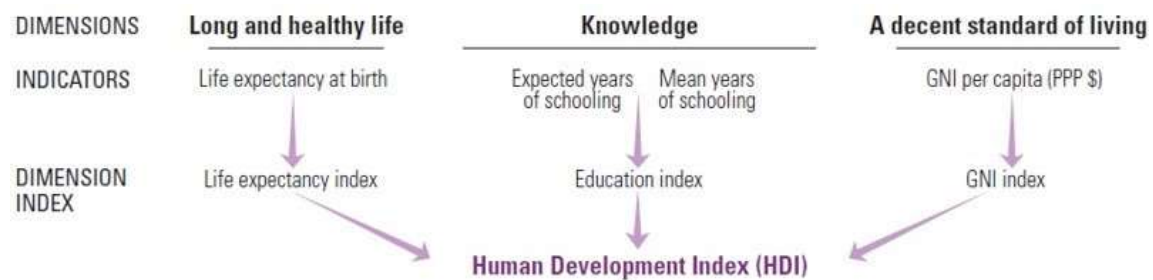 DIMENSIONS Long and healthy life Knowledge A decent standard of living
INDICATORS Life expectancy at birth Expected years of schooling Mean years of schooling GNI per capita (PPP $)
DIMENSION INDEX Life expectancy index Education index GNI index
Human Development Index (HDI)